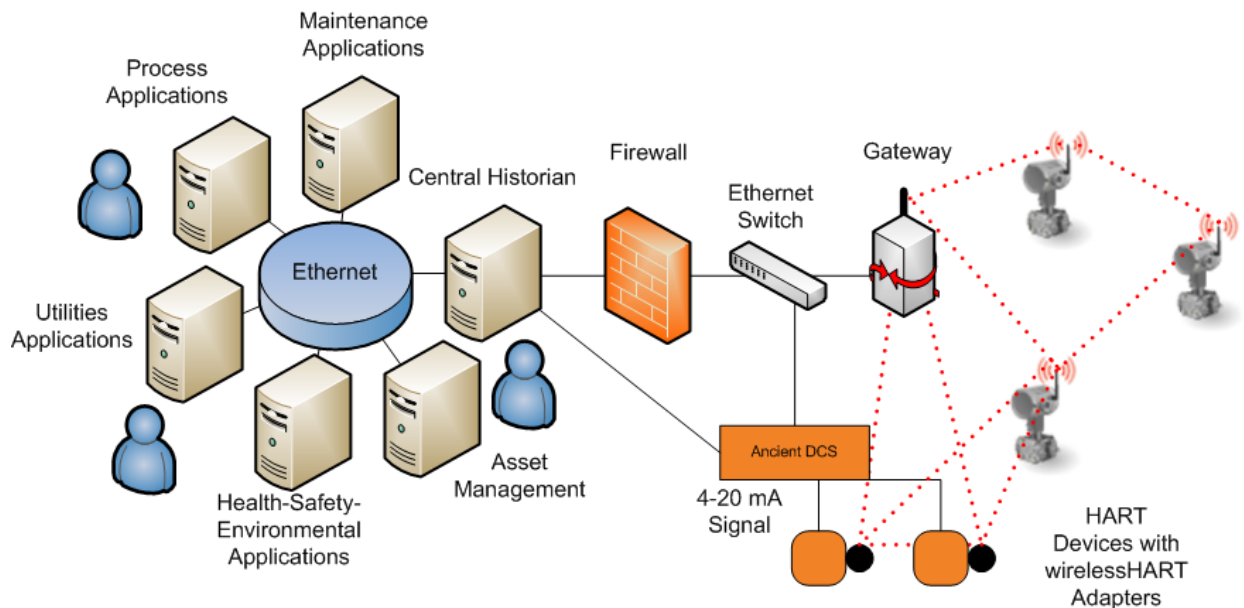 Maintenance
Applications
Process
Applications
Central Historian
Firewall
Gateway
Ethernet
Switch
Ethernet
Utilities
Applications
Asset
Management
Health-Safety-
Environmental
Applications
Ancient DCS
4-20 mA
Signal
HART
Devices with
wirelessHART
Adapters